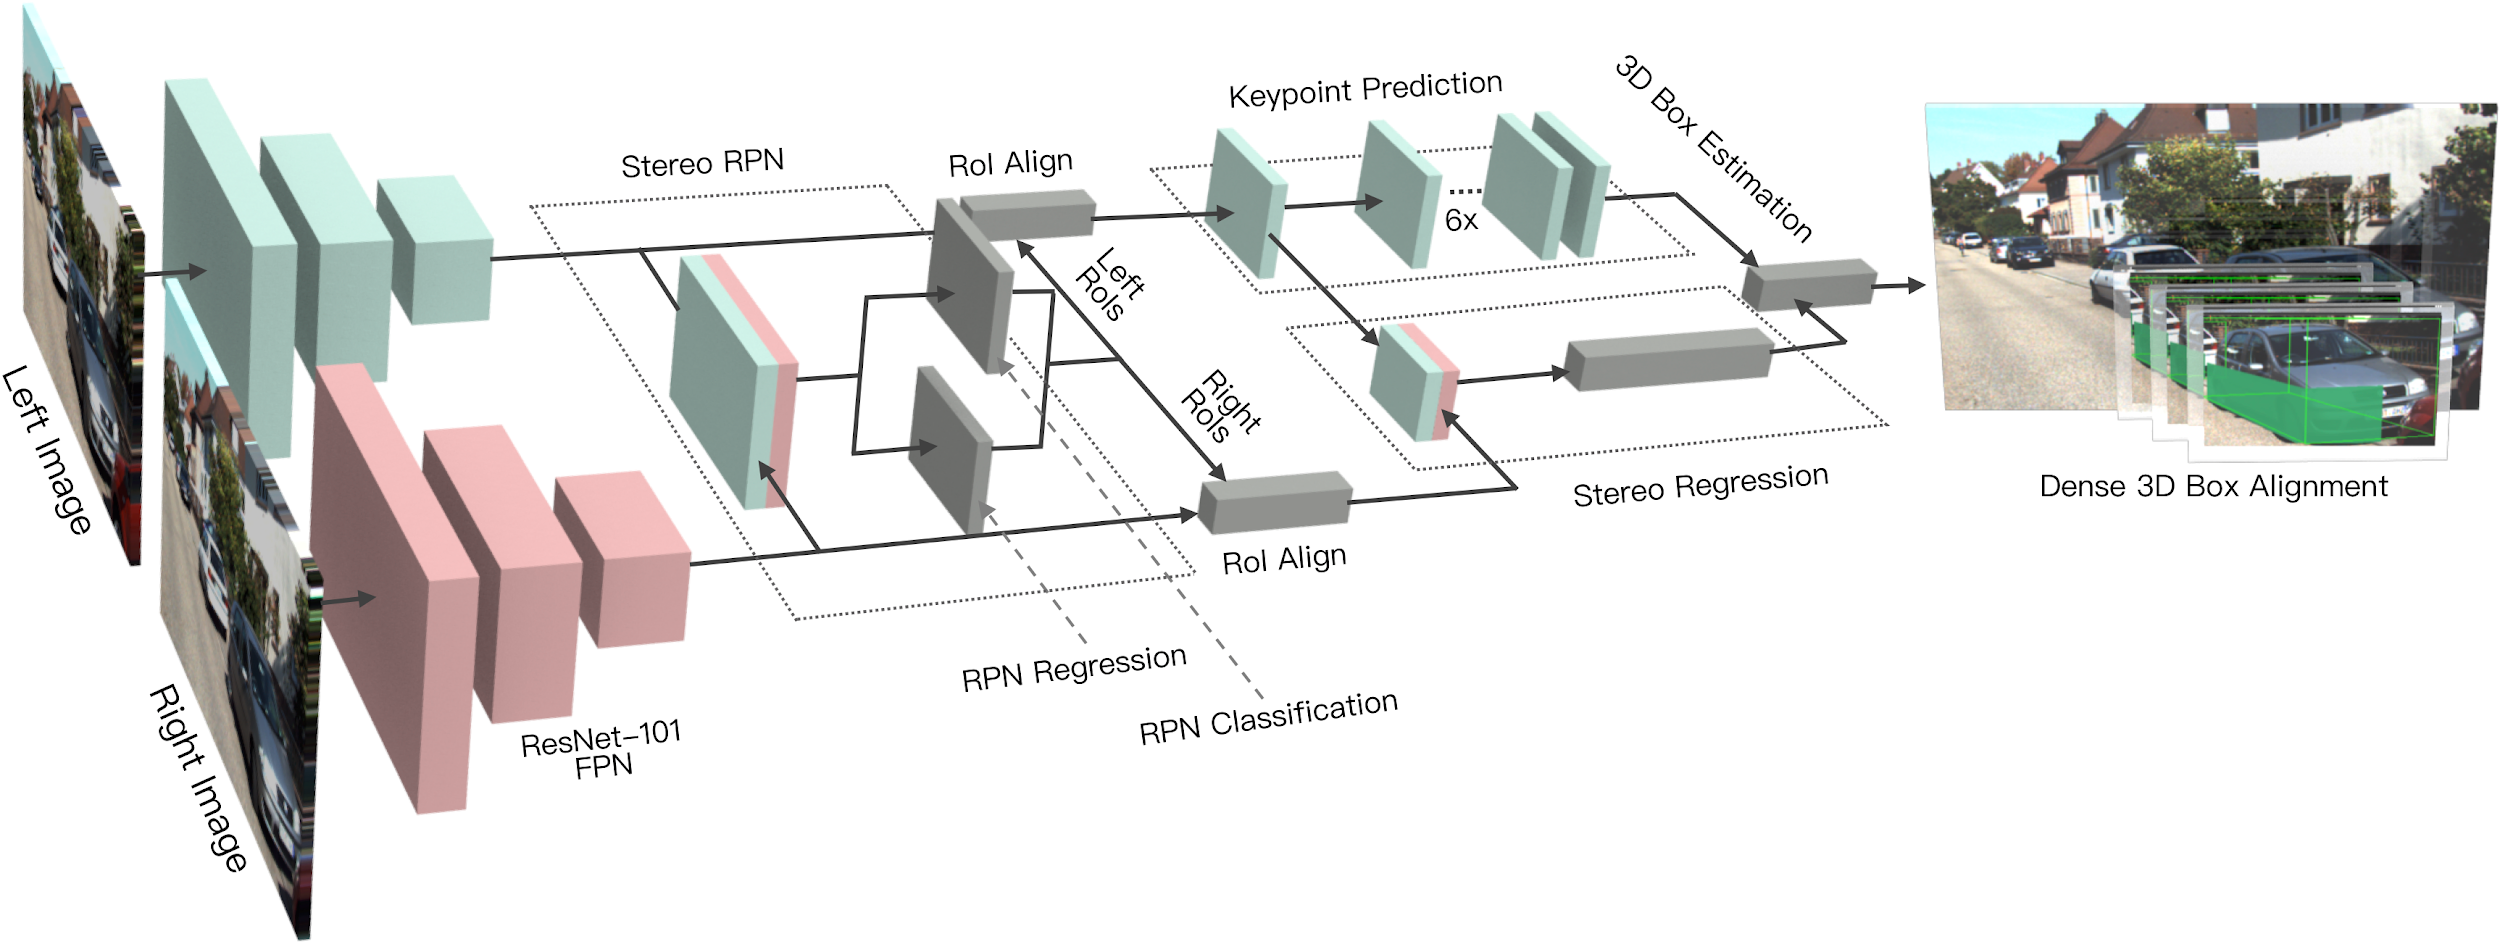 Left Image
Right Image
ResNet-101
FPN
Stereo RPN
RoI Align
Left
RoIs
Right
RoIs
RoI Align
RPN Regression
RPN Classification
Keypoint Prediction
6x
3D Box Estimation
Stereo Regression
Dense 3D Box Alignment